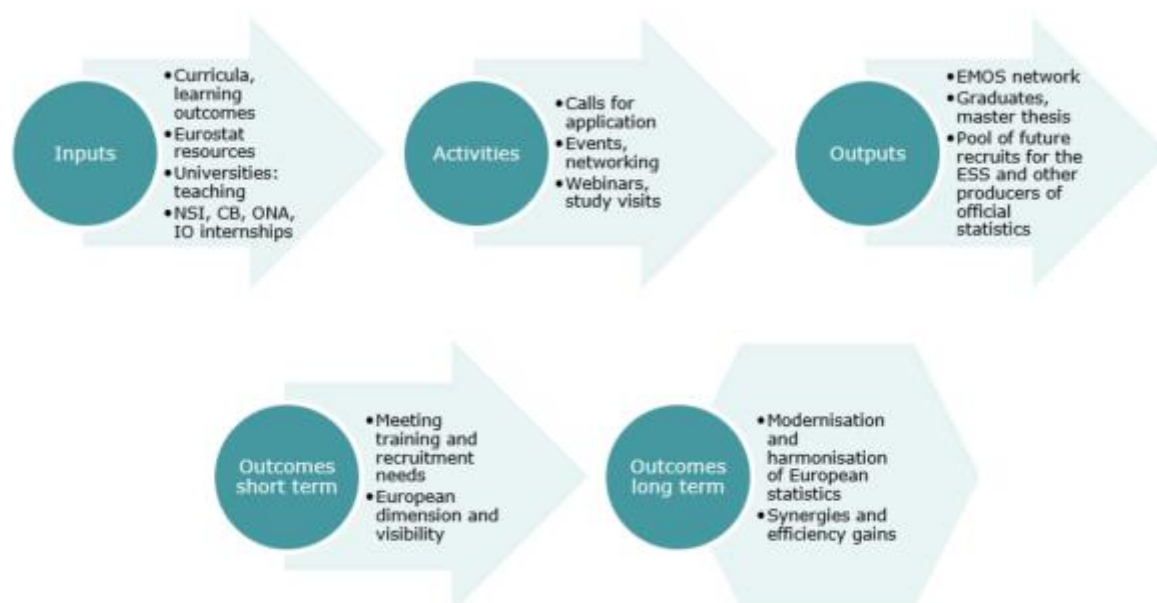 Inputs
•Curricula,
learning
outcomes
•Eurostat
resources
•Universities:
teaching
•NSI, CB, ONA,
IO internships
Activities
•Calls for
application
•Events,
networking
•Webinars,
study visits
Outputs
•EMOS network
•Graduates,
master thesis
•Pool of future
recruits for the
ESS and other
producers of
official
statistics
Outcomes
short term
•Meeting
training and
recruitment
needs
•European
dimension and
visibility
Outcomes
long term
•Modernisation
and
harmonisation
of European
statistics
•Synergies and
efficiency gains